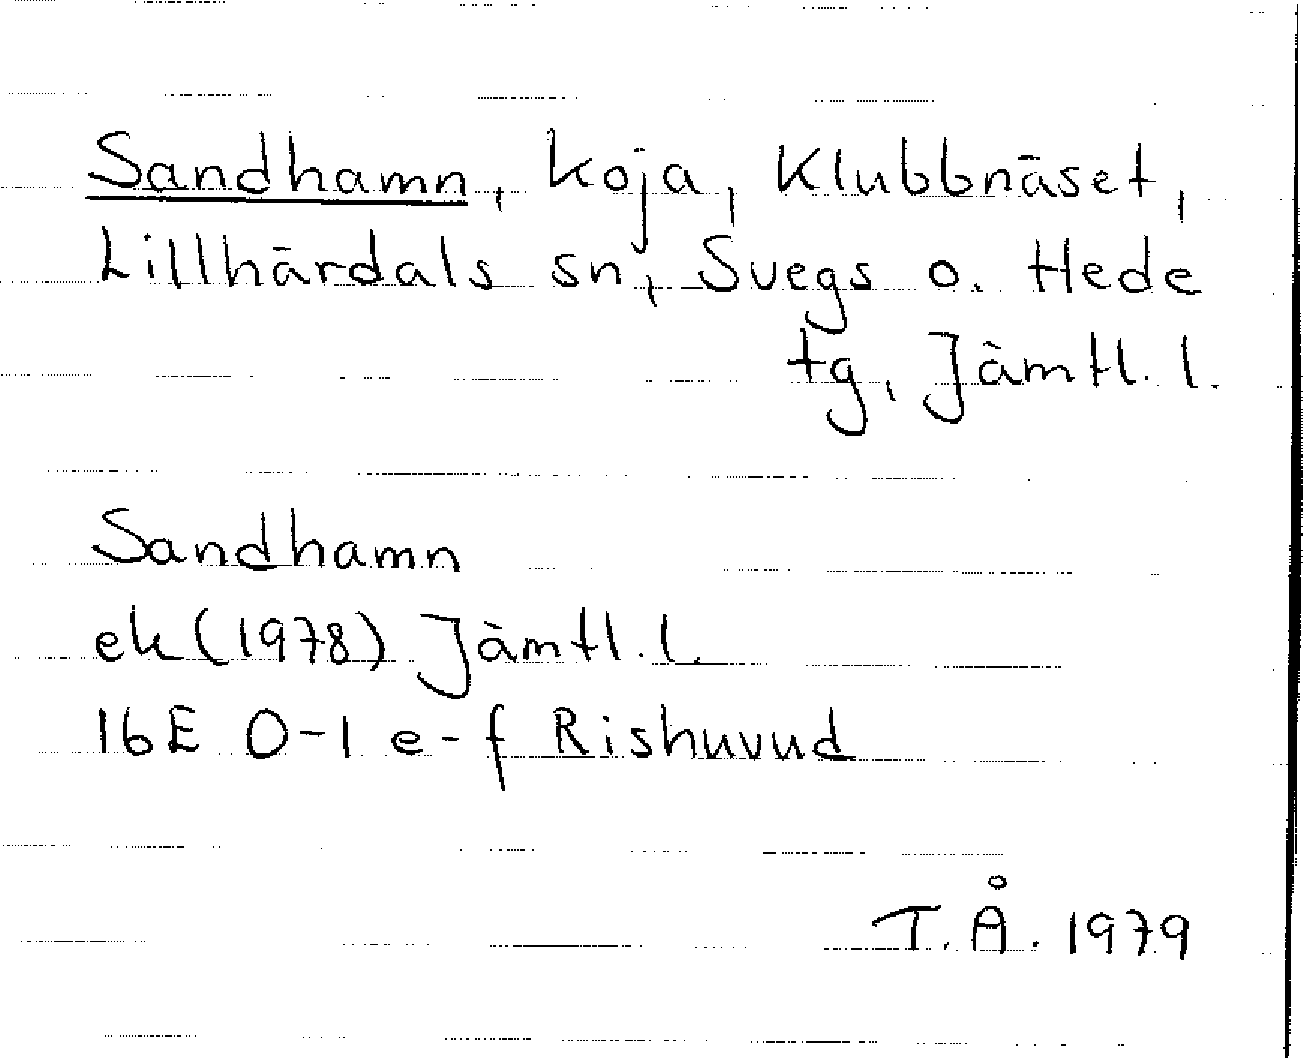 Sandhamn, koja, Klubbnäset,
Lillhärdals sn, Svegs o. Hede
tg, Jämtl. l.
Sandhamn
ek (1978) Jämtl. l.
16E 0-1 e-f Rishuvud
T. Å. 1979